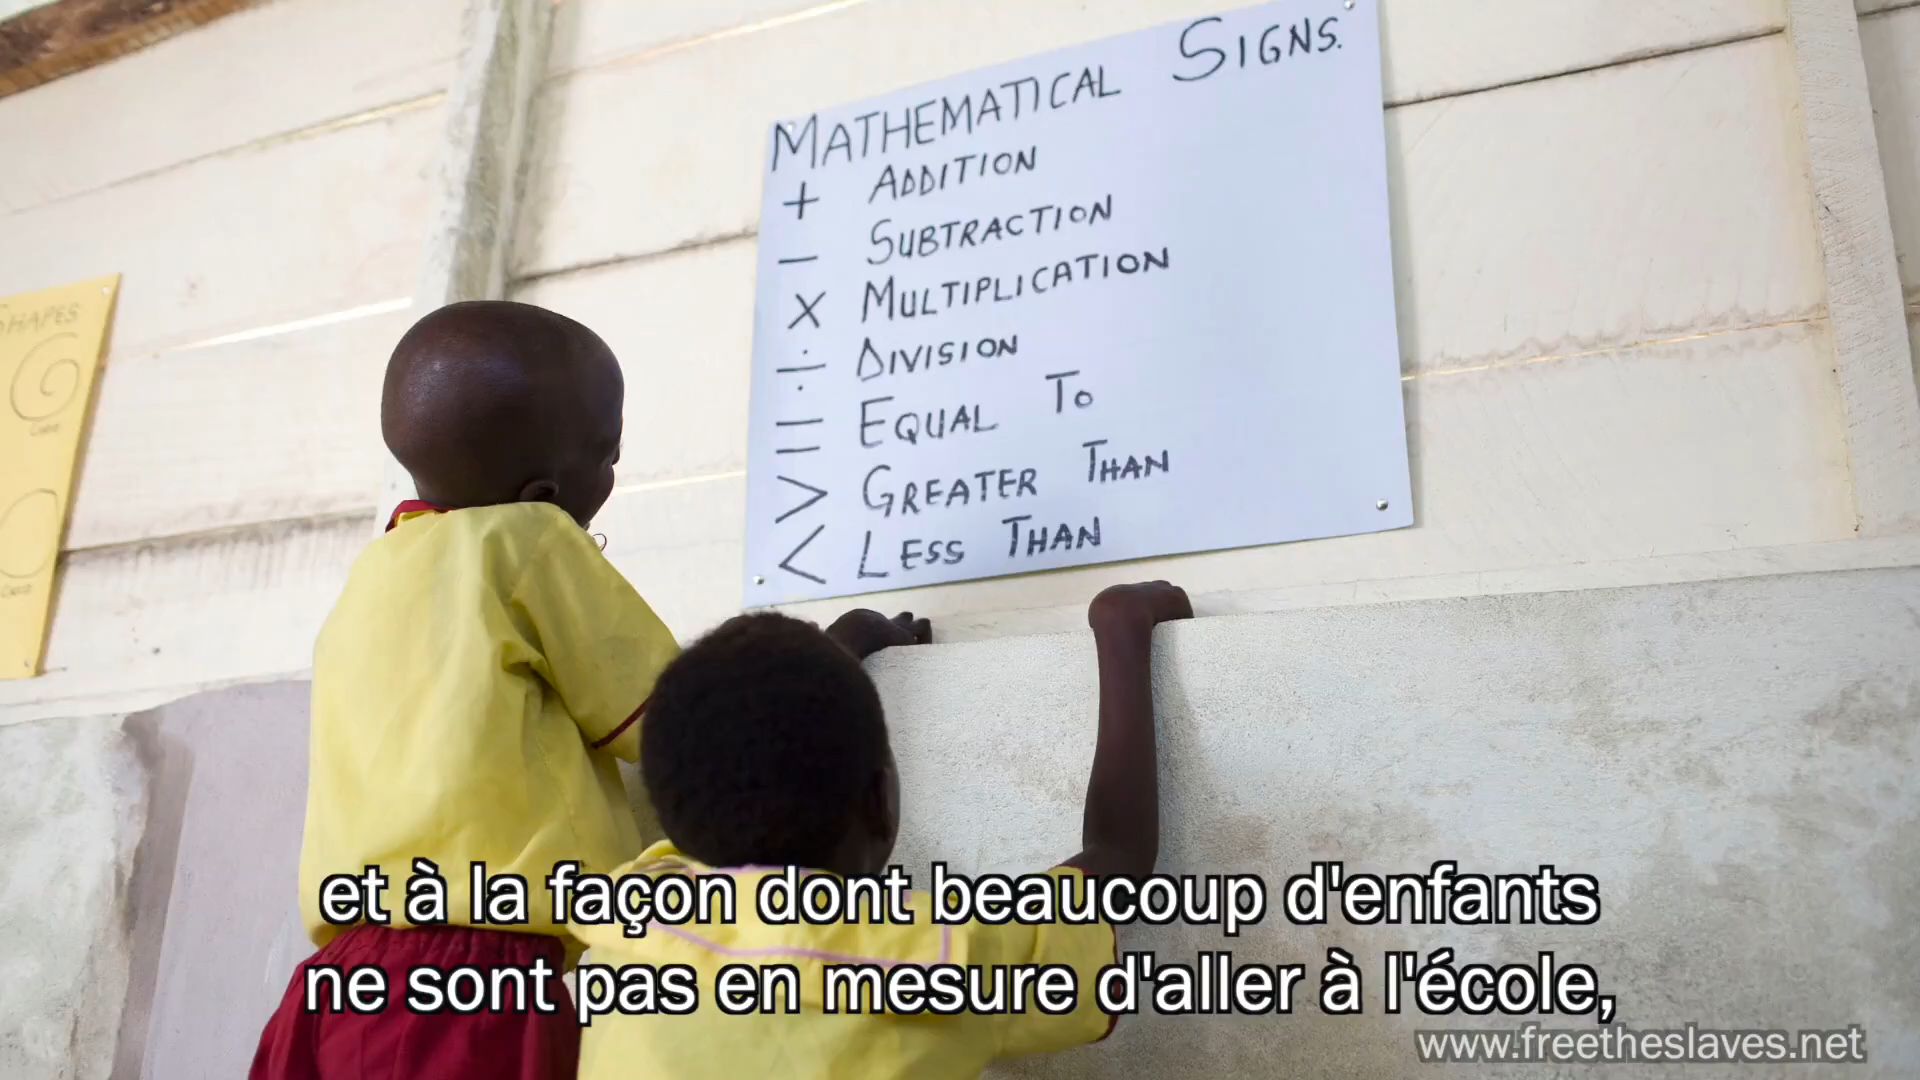 MATHEMATICAL SIGNS.
+ ADDITION
− SUBTRACTION
× MULTIPLICATION
÷ DIVISION
= EQUAL TO
> GREATER THAN
< LESS THAN
SHAPES
et à la façon dont beaucoup d'enfants
ne sont pas en mesure d'aller à l'école,
www.freetheslaves.net